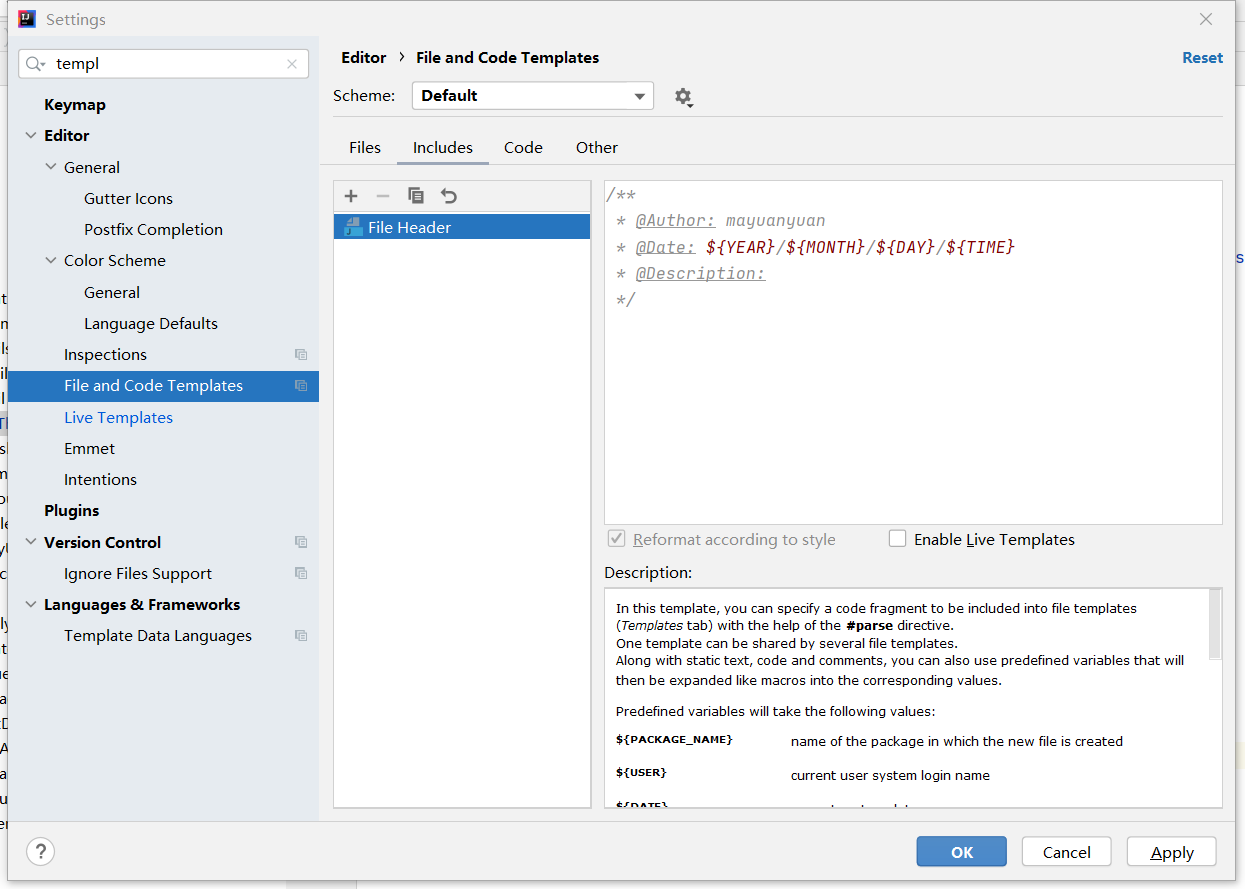 Settings
templ
Keymap
Editor
General
Gutter Icons
Postfix Completion
Color Scheme
General
Language Defaults
Inspections
File and Code Templates
Live Templates
Emmet
Intentions
Plugins
Version Control
Ignore Files Support
Languages & Frameworks
Template Data Languages
Editor › File and Code Templates
Reset
Scheme: Default
Files Includes Code Other
File Header
/**
* @Author: mayuanyuan
* @Date: ${YEAR}/${MONTH}/${DAY}/${TIME}
* @Description:
*/
Reformat according to style Enable Live Templates
Description:
In this template, you can specify a code fragment to be included into file templates
(Templates tab) with the help of the #parse directive.
One template can be shared by several file templates.
Along with static text, code and comments, you can also use predefined variables that will
then be expanded like macros into the corresponding values.
Predefined variables will take the following values:
${PACKAGE_NAME} name of the package in which the new file is created
${USER} current user system login name
${DATE}
?
OK Cancel Apply